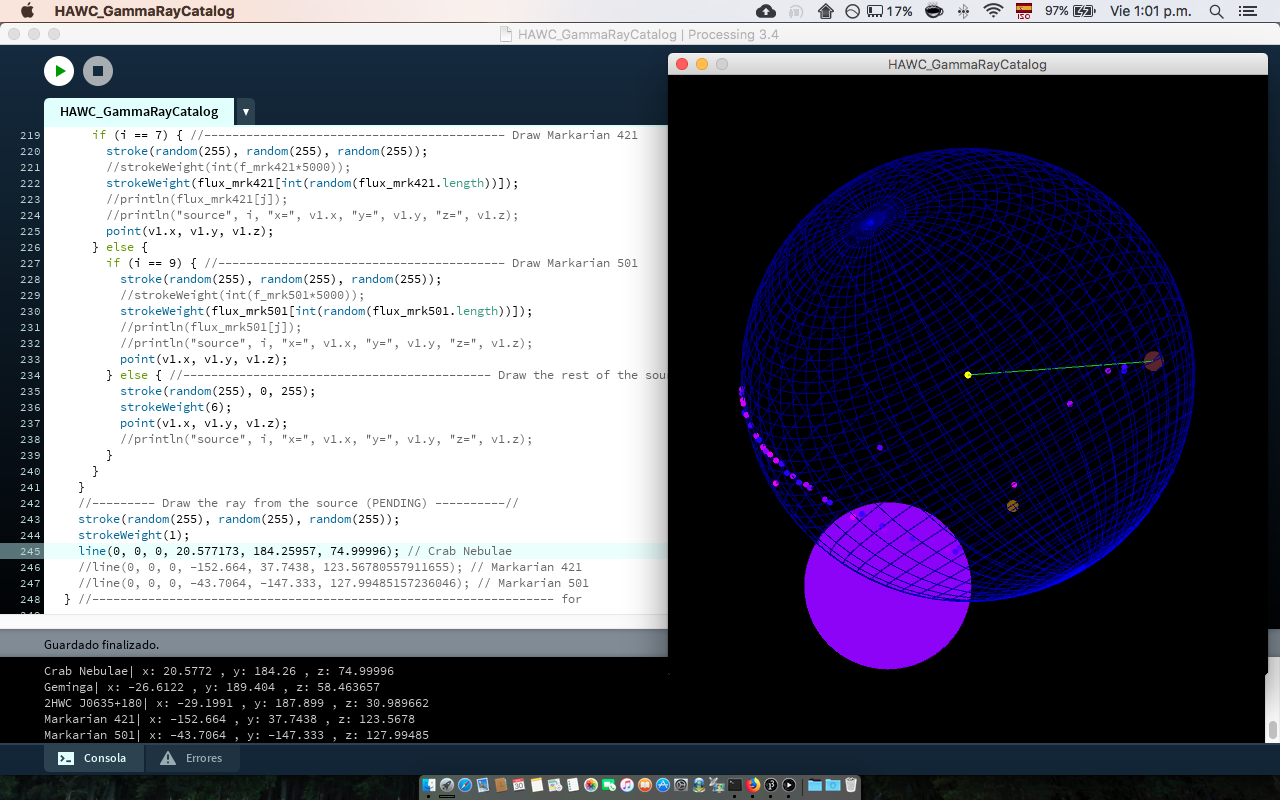 HAWC_GammaRayCatalog
17%
ISO
97%
Vie 1:01 p.m.
HAWC_GammaRayCatalog | Processing 3.4
HAWC_GammaRayCatalog
HAWC_GammaRayCatalog ▼
219 if (i == 7) { //------------------------------------------- Draw Markarian 421
220 stroke(random(255), random(255), random(255));
221 //strokeWeight(int(f_mrk421*5000));
222 strokeWeight(flux_mrk421[int(random(flux_mrk421.length))]);
223 //println(flux_mrk421[j]);
224 //println("source", i, "x=", v1.x, "y=", v1.y, "z=", v1.z);
225 point(v1.x, v1.y, v1.z);
226 } else {
227 if (i == 9) { //----------------------------------------- Draw Markarian 501
228 stroke(random(255), random(255), random(255));
229 //strokeWeight(int(f_mrk501*5000));
230 strokeWeight(flux_mrk501[int(random(flux_mrk501.length))]);
231 //println(flux_mrk501[j]);
232 //println("source", i, "x=", v1.x, "y=", v1.y, "z=", v1.z);
233 point(v1.x, v1.y, v1.z);
234 } else { //-------------------------------------------- Draw the rest of the sou
235 stroke(random(255), 0, 255);
236 strokeWeight(6);
237 point(v1.x, v1.y, v1.z);
238 //println("source", i, "x=", v1.x, "y=", v1.y, "z=", v1.z);
239 }
240 }
241 }
242 //--------- Draw the ray from the source (PENDING) ----------//
243 stroke(random(255), random(255), random(255));
244 strokeWeight(1);
245 line(0, 0, 0, 20.577173, 184.25957, 74.99996); // Crab Nebulae
246 //line(0, 0, 0, -152.664, 37.7438, 123.56780557911655); // Markarian 421
247 //line(0, 0, 0, -43.7064, -147.333, 127.99485157236046); // Markarian 501
248 } //------------------------------------------------------------------ for
Guardado finalizado.
Crab Nebulae| x: 20.5772 , y: 184.26 , z: 74.99996
Geminga| x: -26.6122 , y: 189.404 , z: 58.463657
2HWC J0635+180| x: -29.1991 , y: 187.899 , z: 30.989662
Markarian 421| x: -152.664 , y: 37.7438 , z: 123.5678
Markarian 501| x: -43.7064 , y: -147.333 , z: 127.99485
Consola
Errores